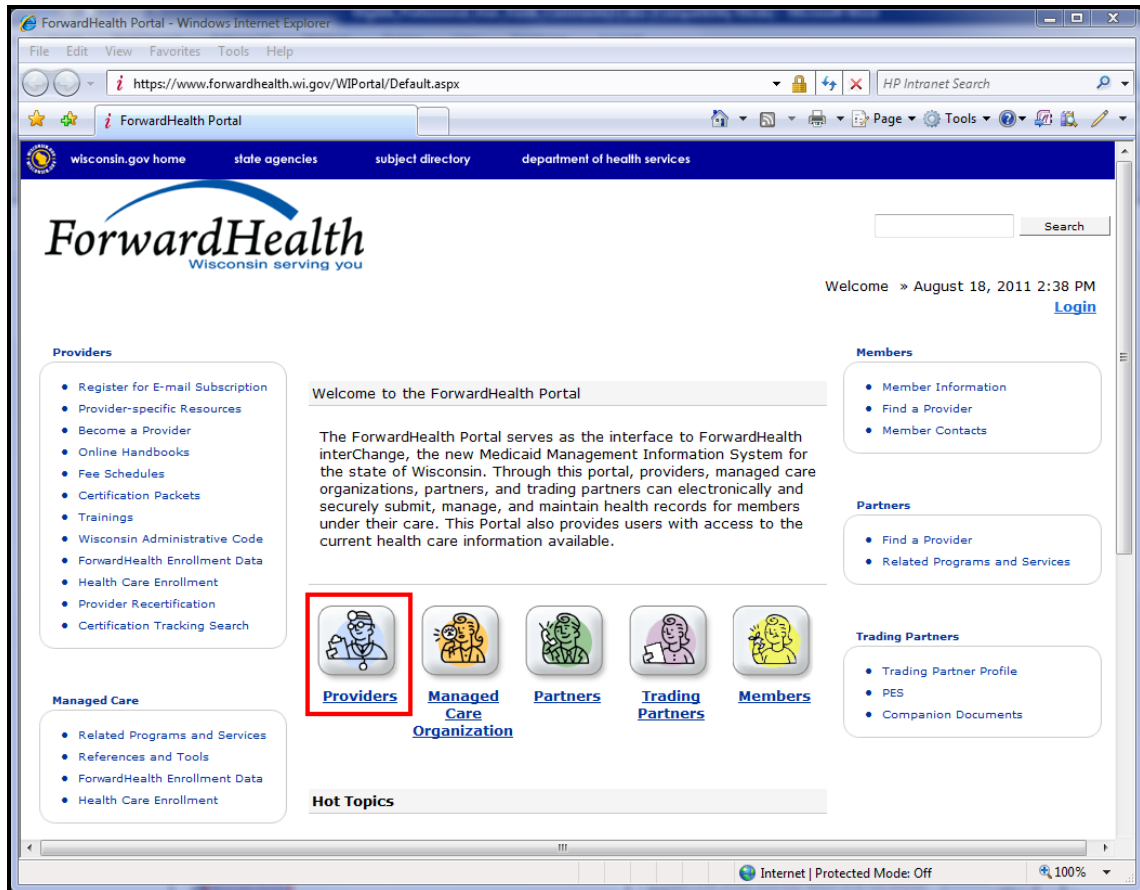 ForwardHealth Portal - Windows Internet Explorer
File Edit View Favorites Tools Help
https://www.forwardhealth.wi.gov/WIPortal/Default.aspx
HP Intranet Search
ForwardHealth Portal
Page
Tools
wisconsin.gov home
state agencies
subject directory
department of health services
ForwardHealth
Wisconsin serving you
Search
Welcome » August 18, 2011 2:38 PM
Login
Providers
Register for E-mail Subscription
Provider-specific Resources
Become a Provider
Online Handbooks
Fee Schedules
Certification Packets
Trainings
Wisconsin Administrative Code
ForwardHealth Enrollment Data
Health Care Enrollment
Provider Recertification
Certification Tracking Search
Managed Care
Related Programs and Services
References and Tools
ForwardHealth Enrollment Data
Health Care Enrollment
Welcome to the ForwardHealth Portal
The ForwardHealth Portal serves as the interface to ForwardHealth
interChange, the new Medicaid Management Information System for
the state of Wisconsin. Through this portal, providers, managed care
organizations, partners, and trading partners can electronically and
securely submit, manage, and maintain health records for members
under their care. This Portal also provides users with access to the
current health care information available.
Providers
Managed
Care
Organization
Partners
Trading
Partners
Members
Hot Topics
Members
Member Information
Find a Provider
Member Contacts
Partners
Find a Provider
Related Programs and Services
Trading Partners
Trading Partner Profile
PES
Companion Documents
Internet | Protected Mode: Off
100%